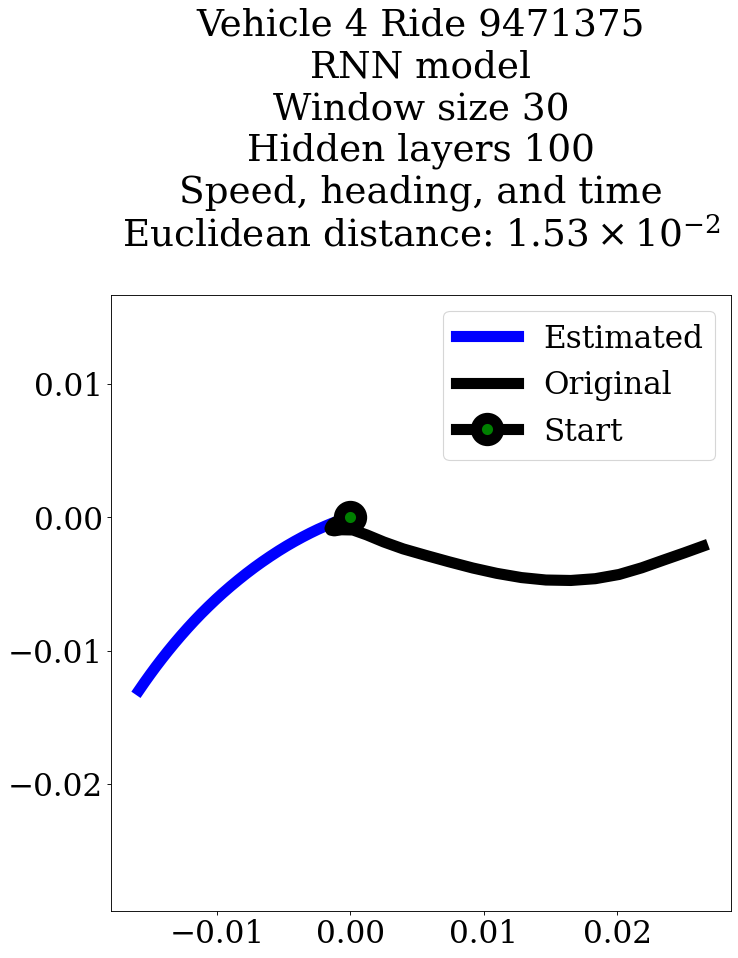 Vehicle 4 Ride 9471375
RNN model
Window size 30
Hidden layers 100
Speed, heading, and time
Euclidean distance: 1.53 × 10⁻²
Estimated
Original
Start
0.01
0.00
−0.01
−0.02
−0.01 0.00 0.01 0.02